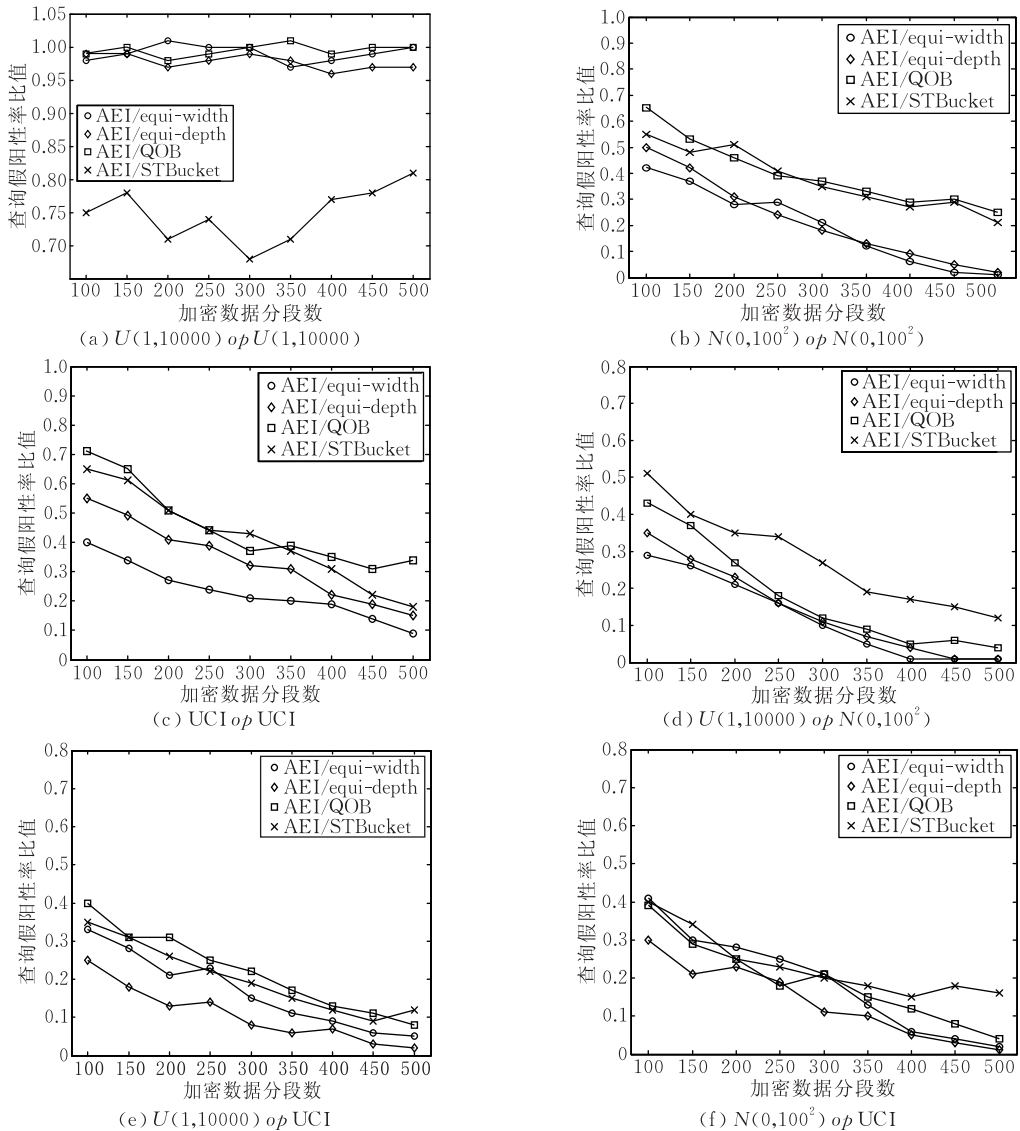 1.05
1.00
0.95
0.90
0.85
0.80
0.75
0.70
查询假阳性率比值
AEI/equi-width
AEI/equi-depth
AEI/QOB
AEI/STBucket
100 150 200 250 300 350 400 450 500
加密数据分段数
(a) U(1,10000) op U(1,10000)
1.0
0.9
0.8
0.7
0.6
0.5
0.4
0.3
0.2
0.1
0
查询假阳性率比值
AEI/equi-width
AEI/equi-depth
AEI/QOB
AEI/STBucket
100 150 200 250 300 350 400 450 500
加密数据分段数
(b) N(0,100²) op N(0,100²)
1.0
0.9
0.8
0.7
0.6
0.5
0.4
0.3
0.2
0.1
0
查询假阳性率比值
AEI/equi-width
AEI/equi-depth
AEI/QOB
AEI/STBucket
100 150 200 250 300 350 400 450 500
加密数据分段数
(c) UCI op UCI
0.8
0.7
0.6
0.5
0.4
0.3
0.2
0.1
0
查询假阳性率比值
AEI/equi-width
AEI/equi-depth
AEI/QOB
AEI/STBucket
100 150 200 250 300 350 400 450 500
加密数据分段数
(d) U(1,10000) op N(0,100²)
0.8
0.7
0.6
0.5
0.4
0.3
0.2
0.1
0
查询假阳性率比值
AEI/equi-width
AEI/equi-depth
AEI/QOB
AEI/STBucket
100 150 200 250 300 350 400 450 500
加密数据分段数
(e) U(1,10000) op UCI
0.8
0.7
0.6
0.5
0.4
0.3
0.2
0.1
0
查询假阳性率比值
AEI/equi-width
AEI/equi-depth
AEI/QOB
AEI/STBucket
100 150 200 250 300 350 400 450 500
加密数据分段数
(f) N(0,100²) op UCI